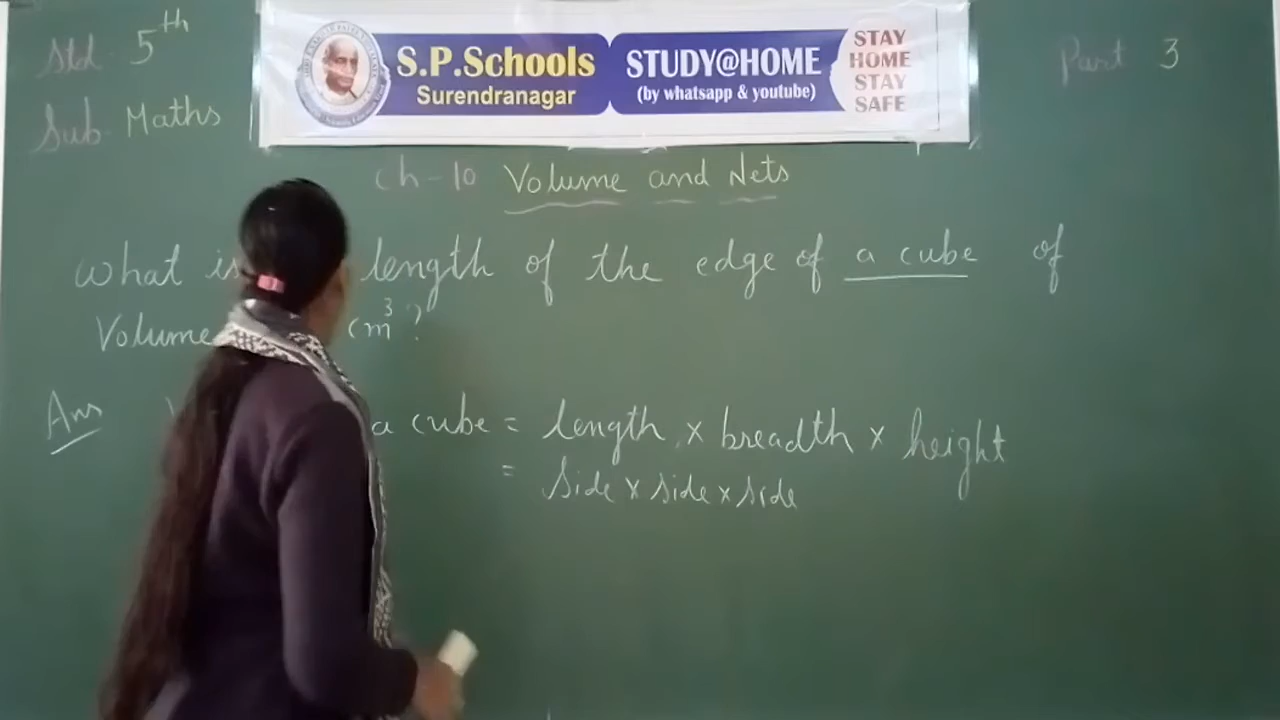 Std. 5th
Sub. Maths
S.P.Schools
Surendranagar
STUDY@HOME
(by whatsapp & youtube)
STAY
HOME
STAY
SAFE
Part 3
Ch-10 Volume and Nets
What is length of the edge of a cube of
Volume cm³?
Ans a cube = length × breadth × height
= side × side × side